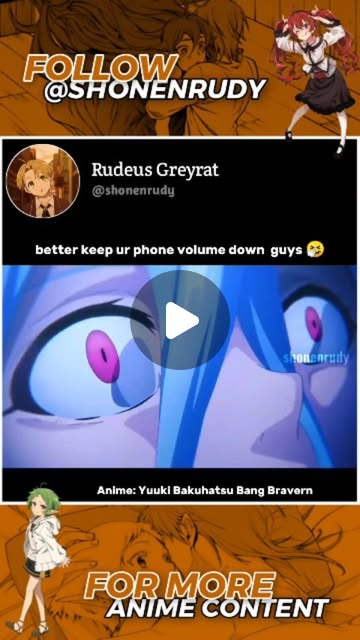 FOLLOW
@SHONENRUDY
Rudeus Greyrat
@shonenrudy
better keep ur phone volume down guys 🤧
shonenrudy
Anime: Yuuki Bakuhatsu Bang Bravern
FOR MORE
ANIME CONTENT